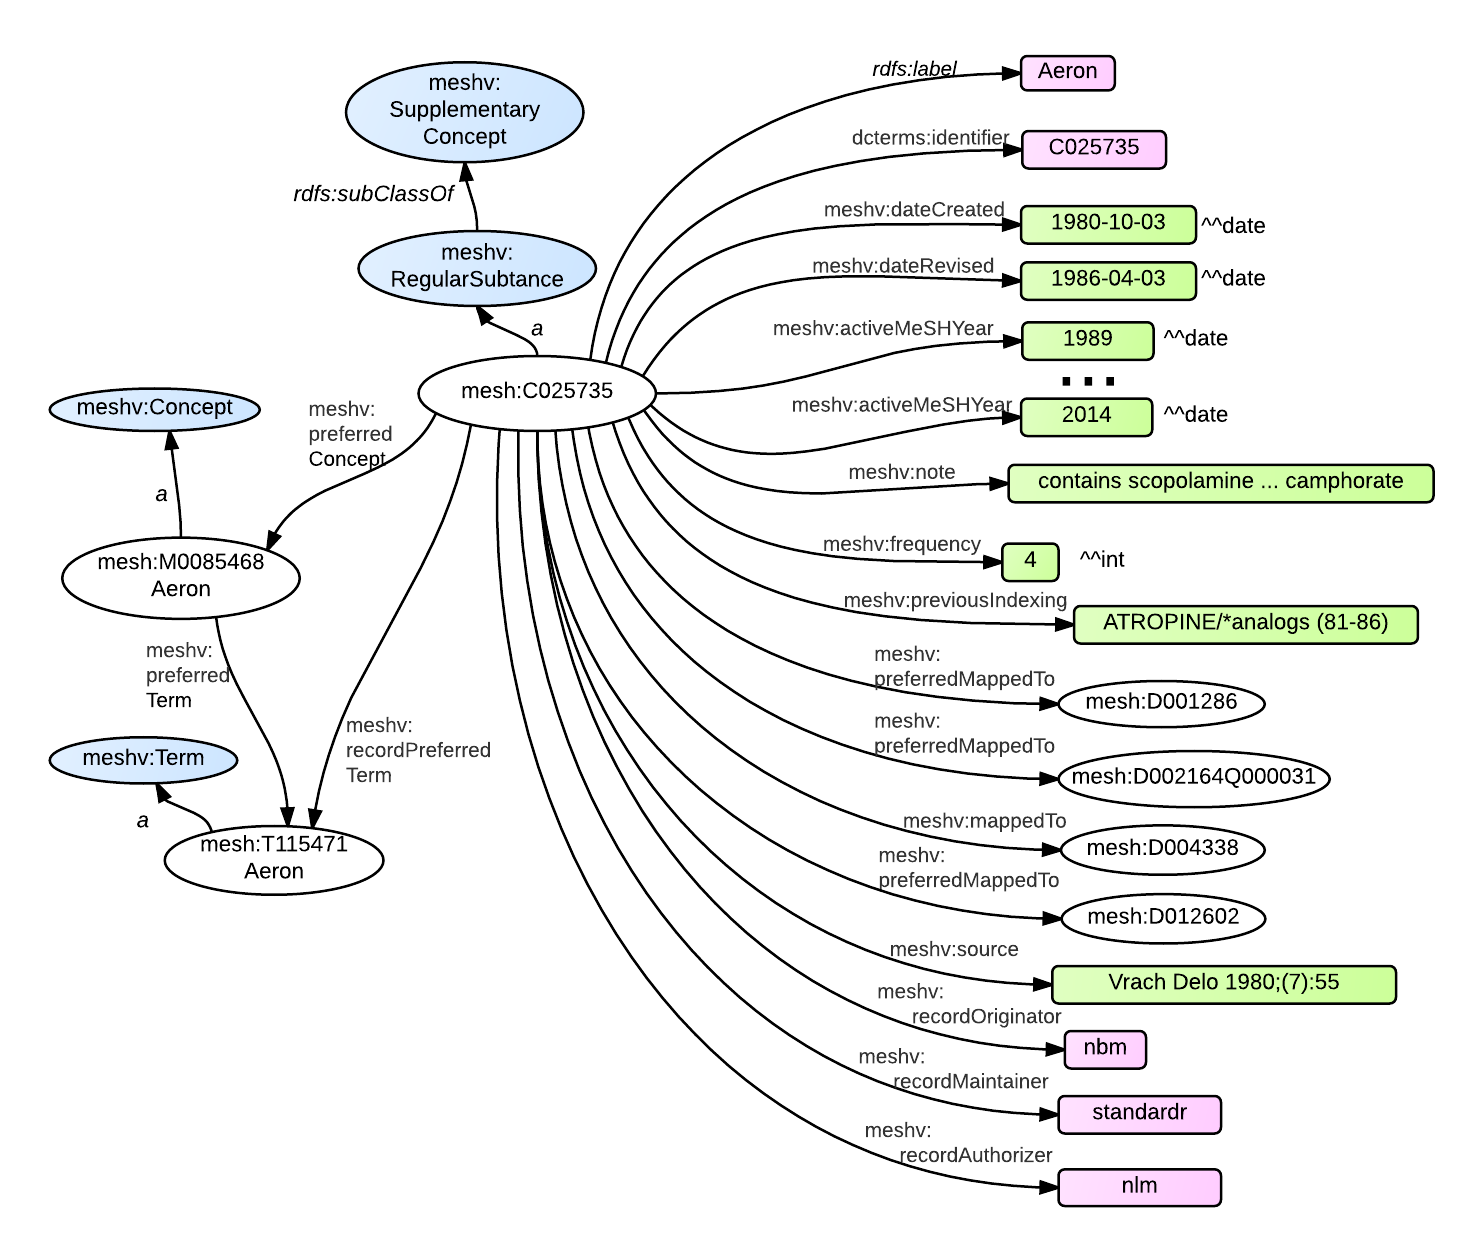 meshv:
Supplementary
Concept
rdfs:subClassOf
meshv:
RegularSubtance
a
mesh:C025735
meshv:Concept
meshv:
preferred
Concept
a
mesh:M0085468
Aeron
meshv:
preferred
Term
meshv:
recordPreferred
Term
meshv:Term
a
mesh:T115471
Aeron
rdfs:label
Aeron
dcterms:identifier
C025735
meshv:dateCreated
1980-10-03 ^^date
meshv:dateRevised
1986-04-03 ^^date
meshv:activeMeSHYear
1989 ^^date
...
meshv:activeMeSHYear
2014 ^^date
meshv:note
contains scopolamine ... camphorate
meshv:frequency
4 ^^int
meshv:previousIndexing
ATROPINE/*analogs (81-86)
meshv:
preferredMappedTo
mesh:D001286
meshv:
preferredMappedTo
mesh:D002164Q000031
meshv:mappedTo
mesh:D004338
meshv:
preferredMappedTo
mesh:D012602
meshv:source
Vrach Delo 1980;(7):55
meshv:
recordOriginator
nbm
meshv:
recordMaintainer
standardr
meshv:
recordAuthorizer
nlm